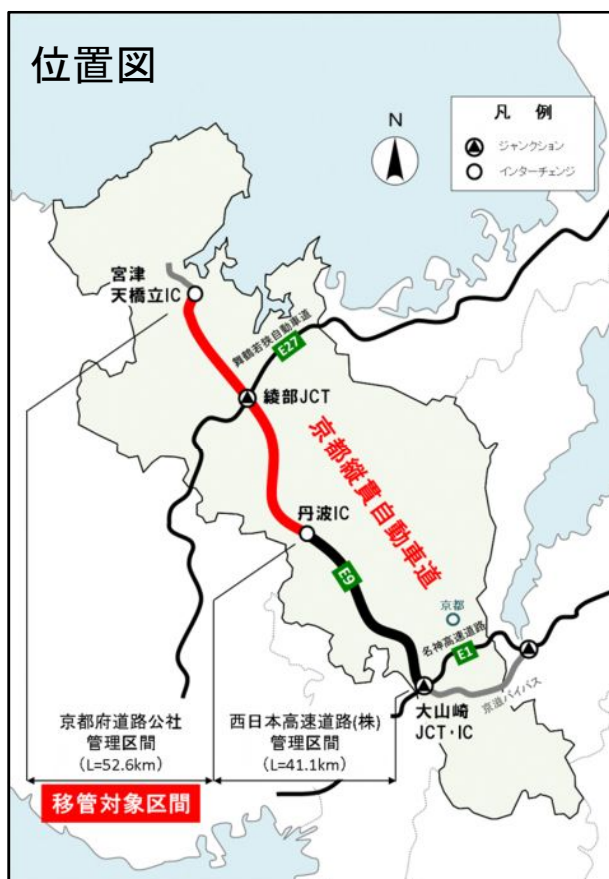 位置図
凡 例
ジャンクション
インターチェンジ
N
宮津
天橋立IC
舞鶴若狭自動車道
E27
綾部JCT
京都縦貫自動車道
丹波IC
E9
京都
名神高速道路
E1
京滋バイパス
大山崎
JCT・IC
京都府道路公社
管理区間
(L=52.6km)
西日本高速道路(株)
管理区間
(L=41.1km)
移管対象区間